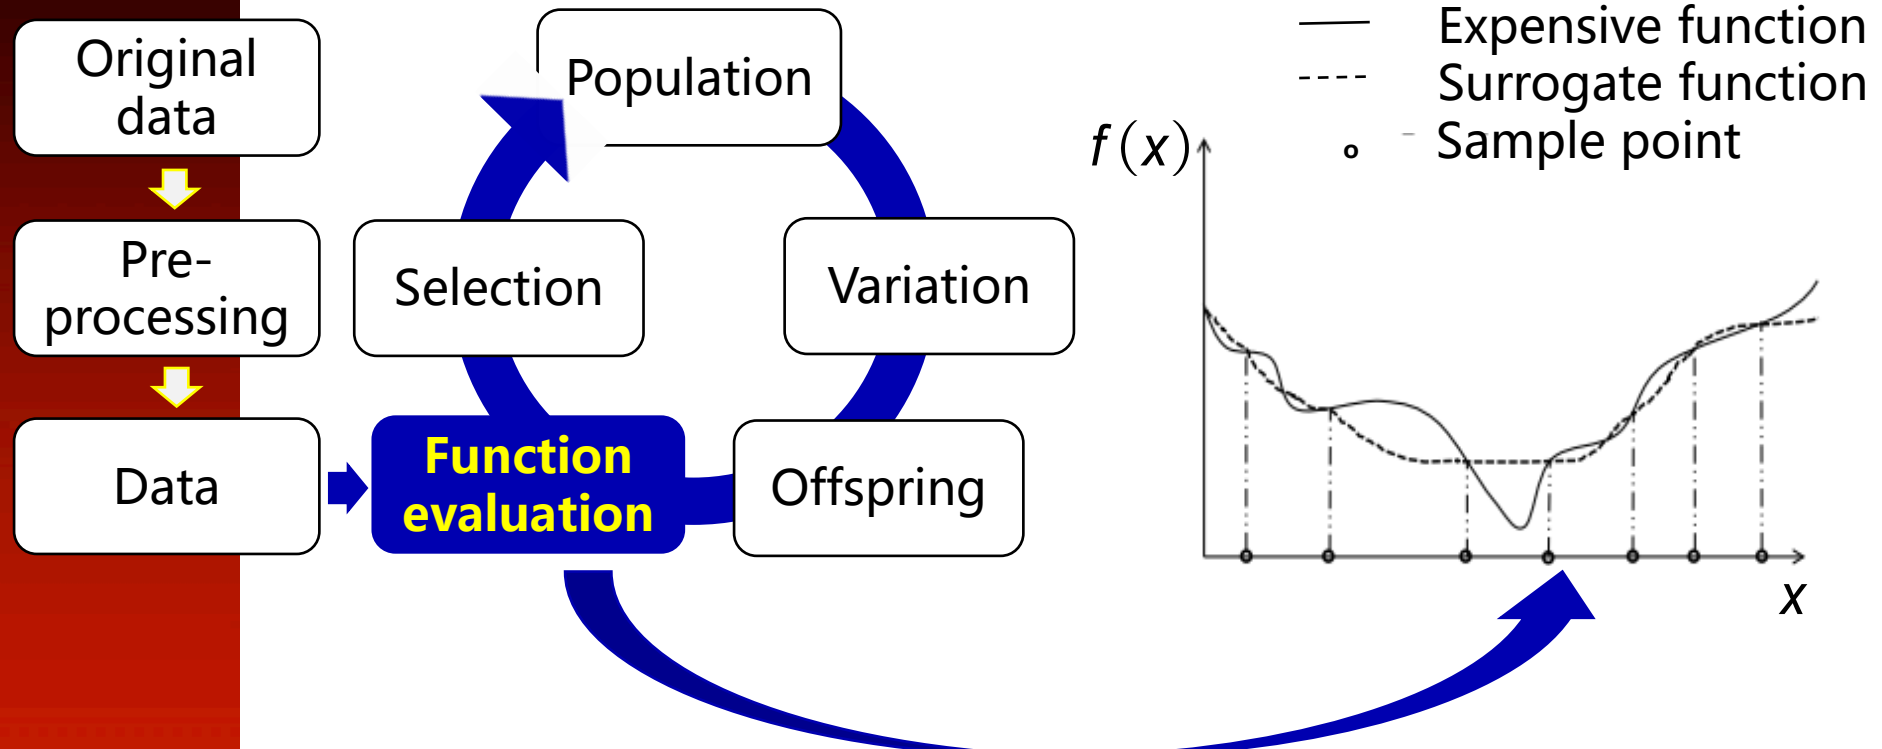 Original
data
Pre-
processing
Data
Population
Selection
Variation
Function
evaluation
Offspring
Expensive function
Surrogate function
Sample point
f(x)
x